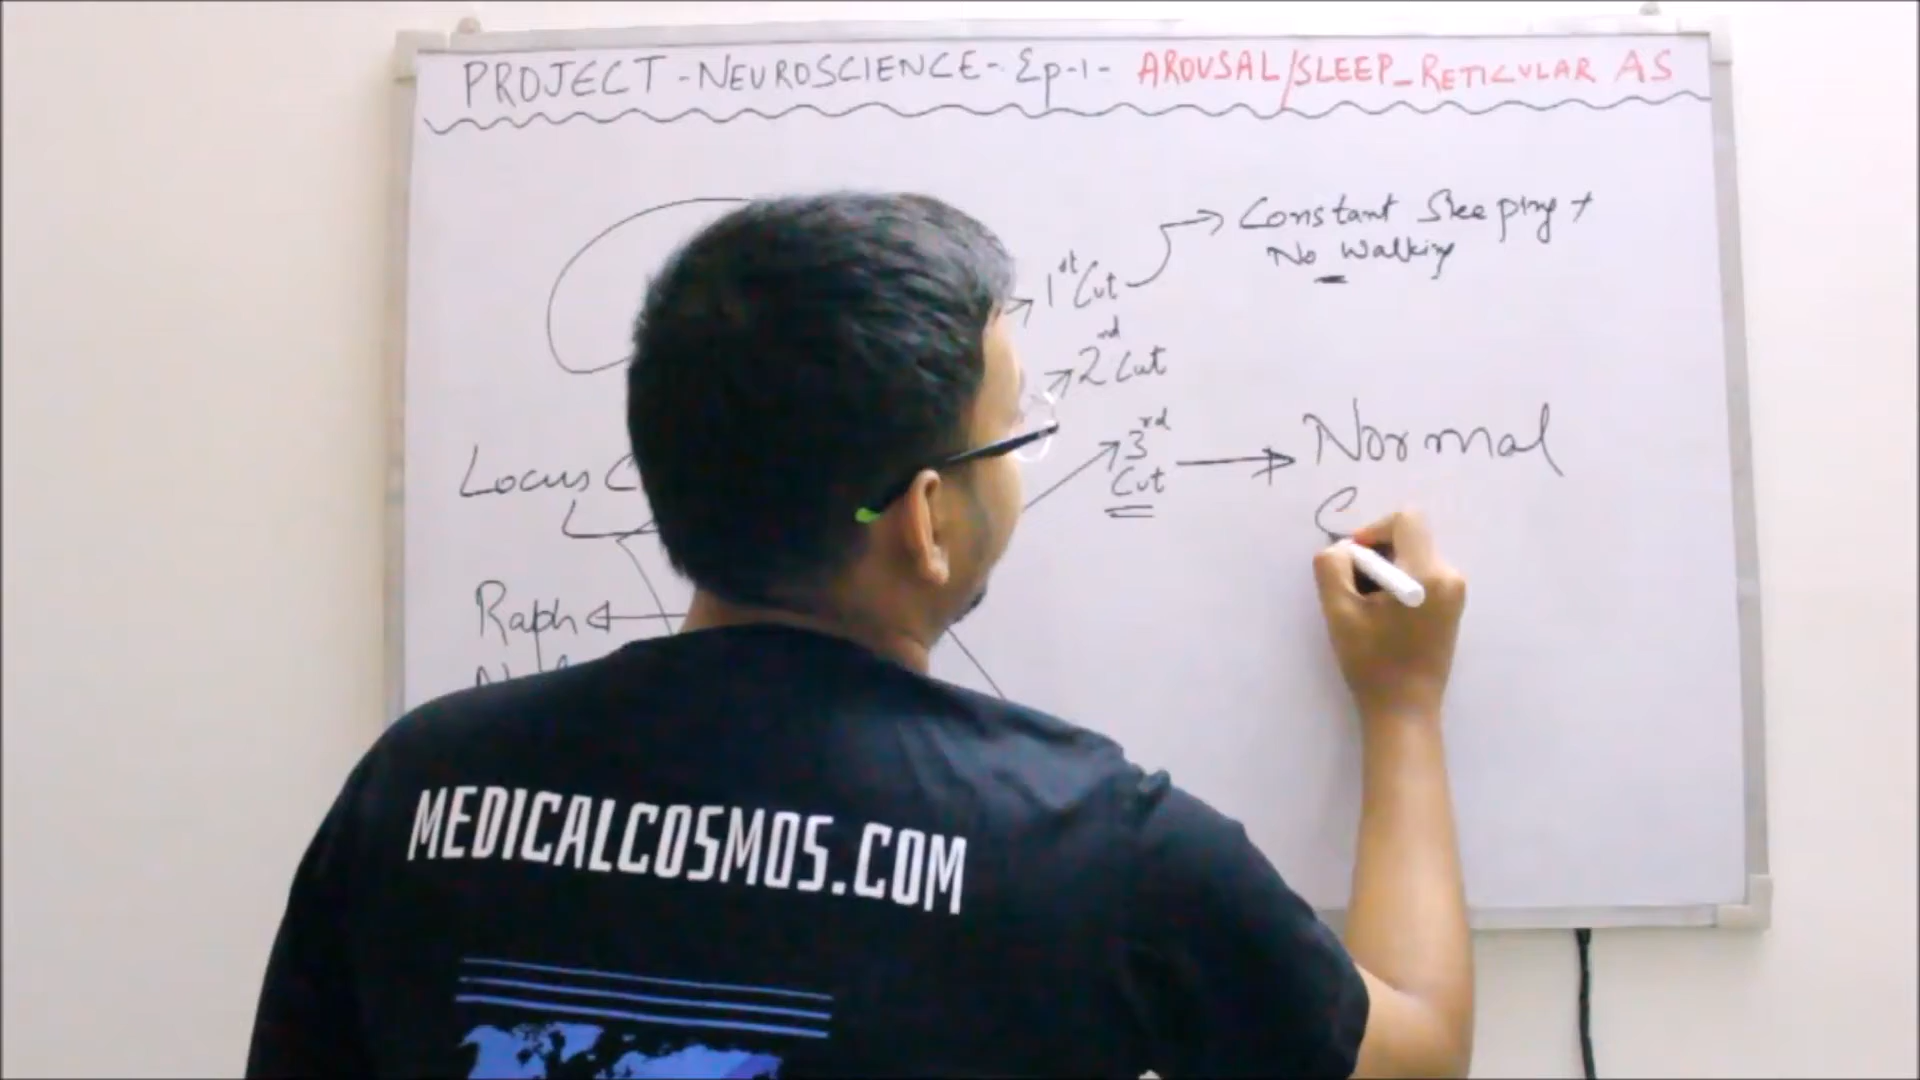 PROJECT - NEUROSCIENCE - Ep-1- AROUSAL/SLEEP_RETICULAR AS
1st Cut
Constant Sleeping +
No Walking
2nd Cut
3rd
Cut
Normal
Locus C
Raph
MEDICALCOSMOS.COM